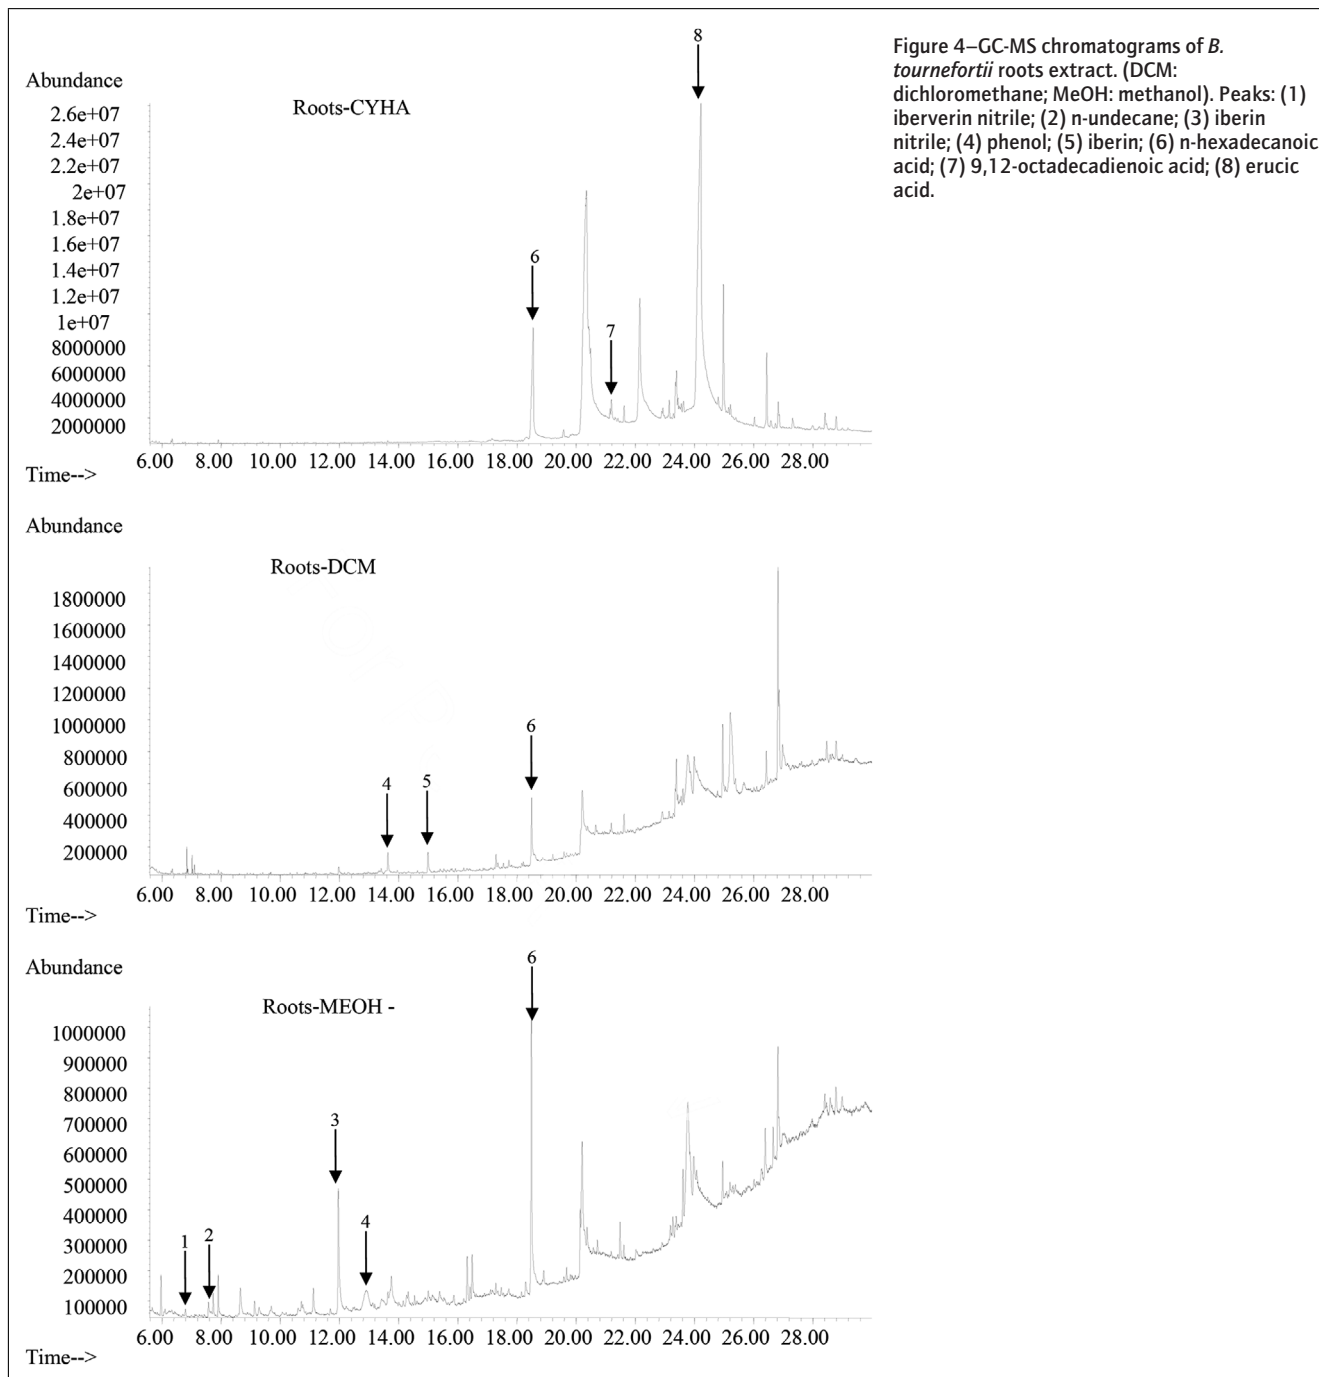 Figure 4–GC-MS chromatograms of B.
tournefortii roots extract. (DCM:
dichloromethane; MeOH: methanol). Peaks: (1)
iberverin nitrile; (2) n-undecane; (3) iberin
nitrile; (4) phenol; (5) iberin; (6) n-hexadecanoic
acid; (7) 9,12-octadecadienoic acid; (8) erucic
acid.
8
Abundance
Roots-CYHA
2.6e+07
2.4e+07
2.2e+07
2e+07
1.8e+07
1.6e+07
1.4e+07
1.2e+07
1e+07
8000000
6000000
4000000
2000000
6
7
6.00 8.00 10.00 12.00 14.00 16.00 18.00 20.00 22.00 24.00 26.00 28.00
Time-->
Abundance
Roots-DCM
1800000
1600000
1400000
1200000
1000000
800000
600000
400000
200000
4 5 6
6.00 8.00 10.00 12.00 14.00 16.00 18.00 20.00 22.00 24.00 26.00 28.00
Time-->
Abundance
Roots-MEOH -
1000000
900000
800000
700000
600000
500000
400000
300000
200000
100000
1 2 3 4 6
6.00 8.00 10.00 12.00 14.00 16.00 18.00 20.00 22.00 24.00 26.00 28.00
Time-->